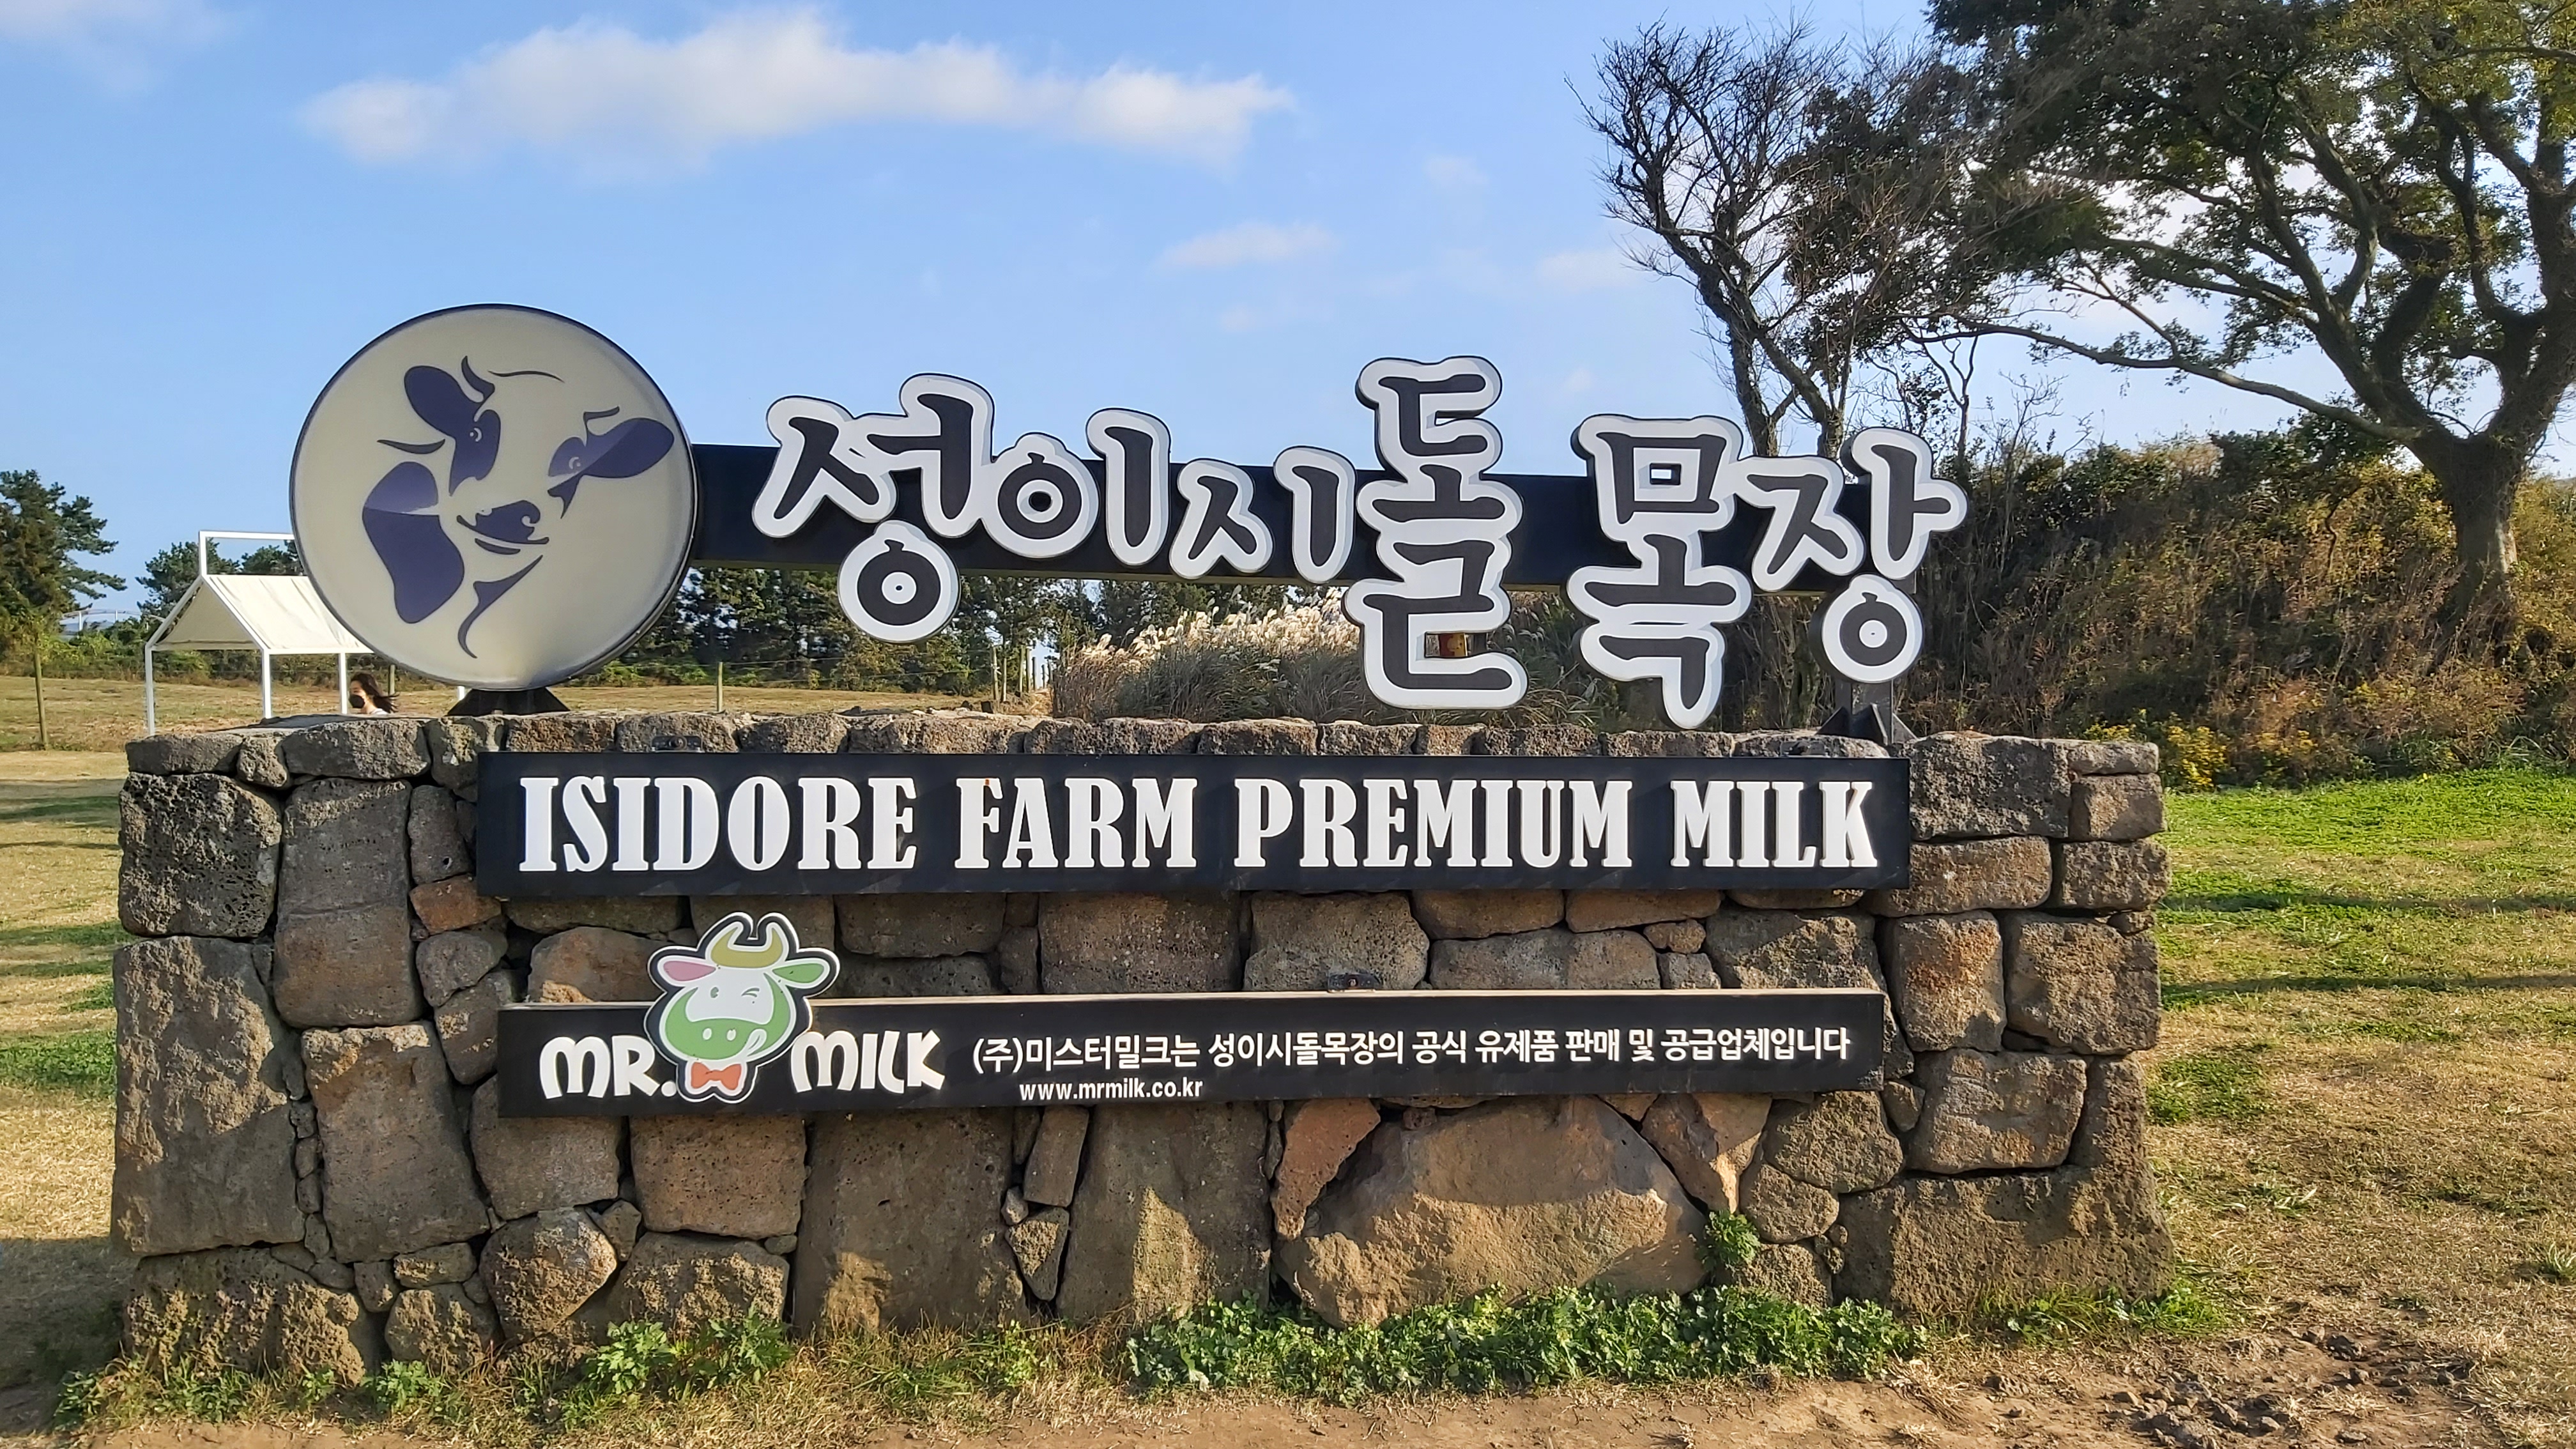 성이시돌 목장
ISIDORE FARM PREMIUM MILK
MR. MILK (주)미스터밀크는 성이시돌목장의 공식 유제품 판매 및 공급업체입니다
www.mrmilk.co.kr